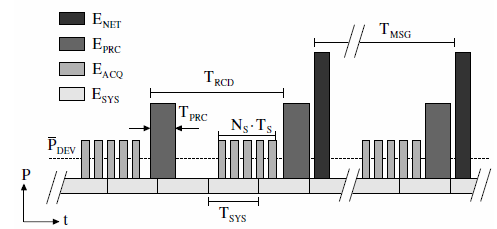 E_NET
E_PRC
E_ACQ
E_SYS
T_MSG
T_RCD
T_PRC
N_S · T_S
P̅_DEV
P
t
T_SYS